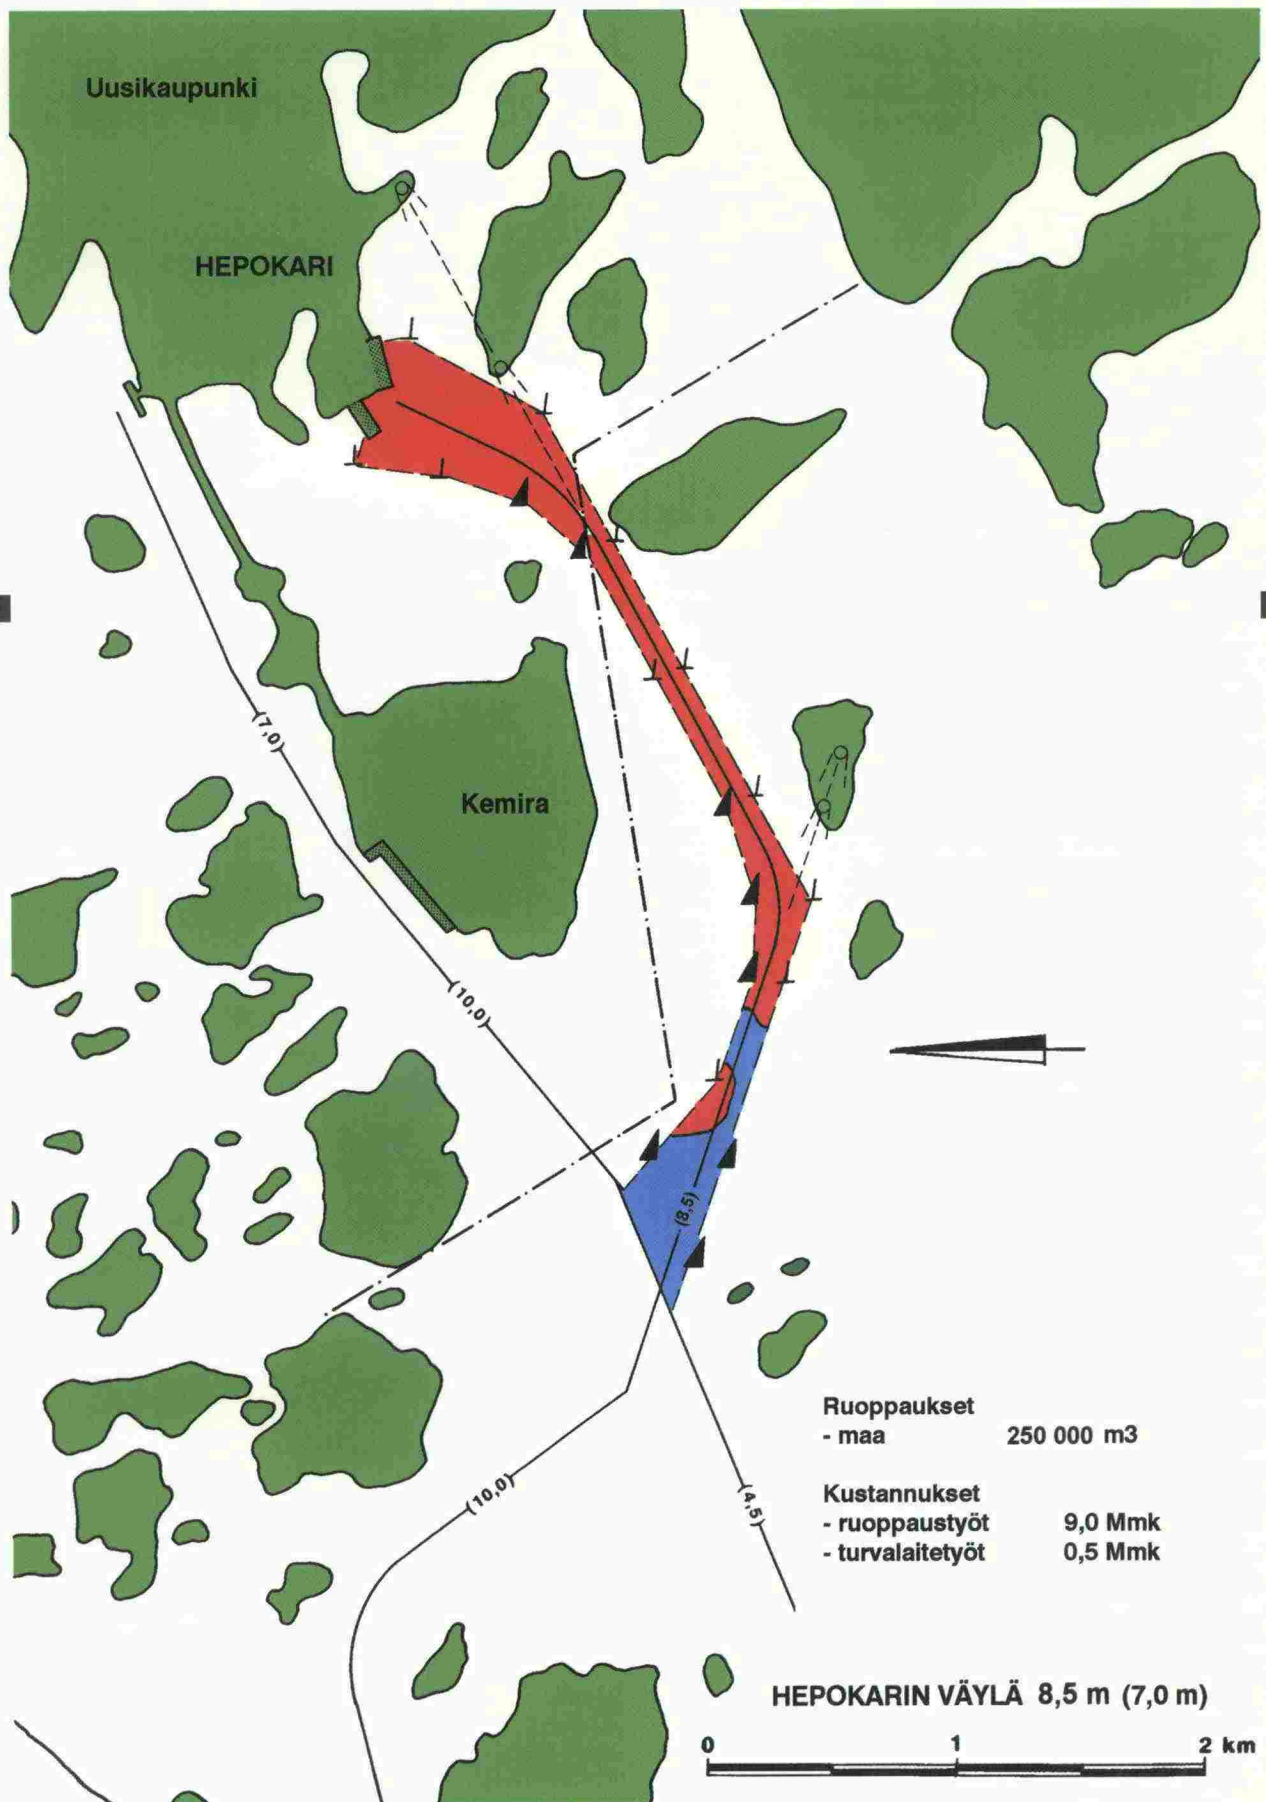 Uusikaupunki
HEPOKARI
(7,0)
Kemira
(10,0)
(8,5)
(10,0)
(4,5)
Ruoppaukset
- maa 250 000 m3
Kustannukset
- ruoppaustyöt 9,0 Mmk
- turvalaitetyöt 0,5 Mmk
HEPOKARIN VÄYLÄ 8,5 m (7,0 m)
0 1 2 km